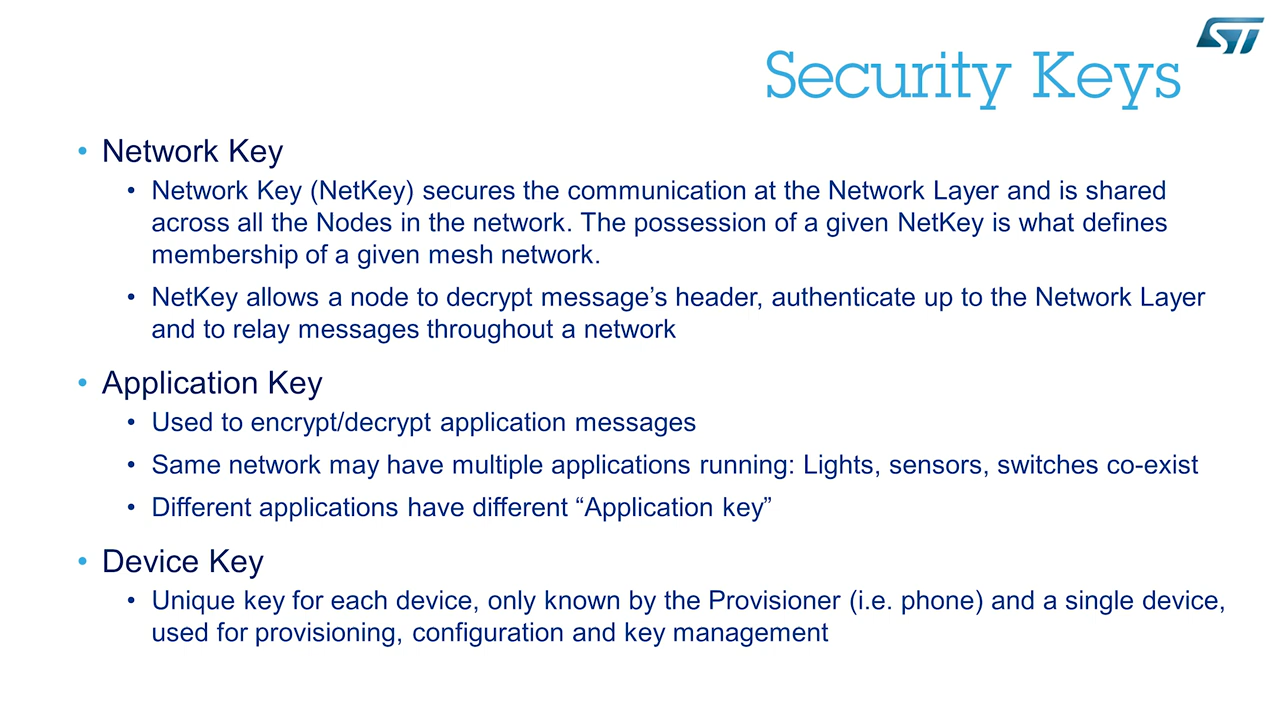 ST
Security Keys
• Network Key
• Network Key (NetKey) secures the communication at the Network Layer and is shared
across all the Nodes in the network. The possession of a given NetKey is what defines
membership of a given mesh network.
• NetKey allows a node to decrypt message’s header, authenticate up to the Network Layer
and to relay messages throughout a network
• Application Key
• Used to encrypt/decrypt application messages
• Same network may have multiple applications running: Lights, sensors, switches co-exist
• Different applications have different “Application key”
• Device Key
• Unique key for each device, only known by the Provisioner (i.e. phone) and a single device,
used for provisioning, configuration and key management